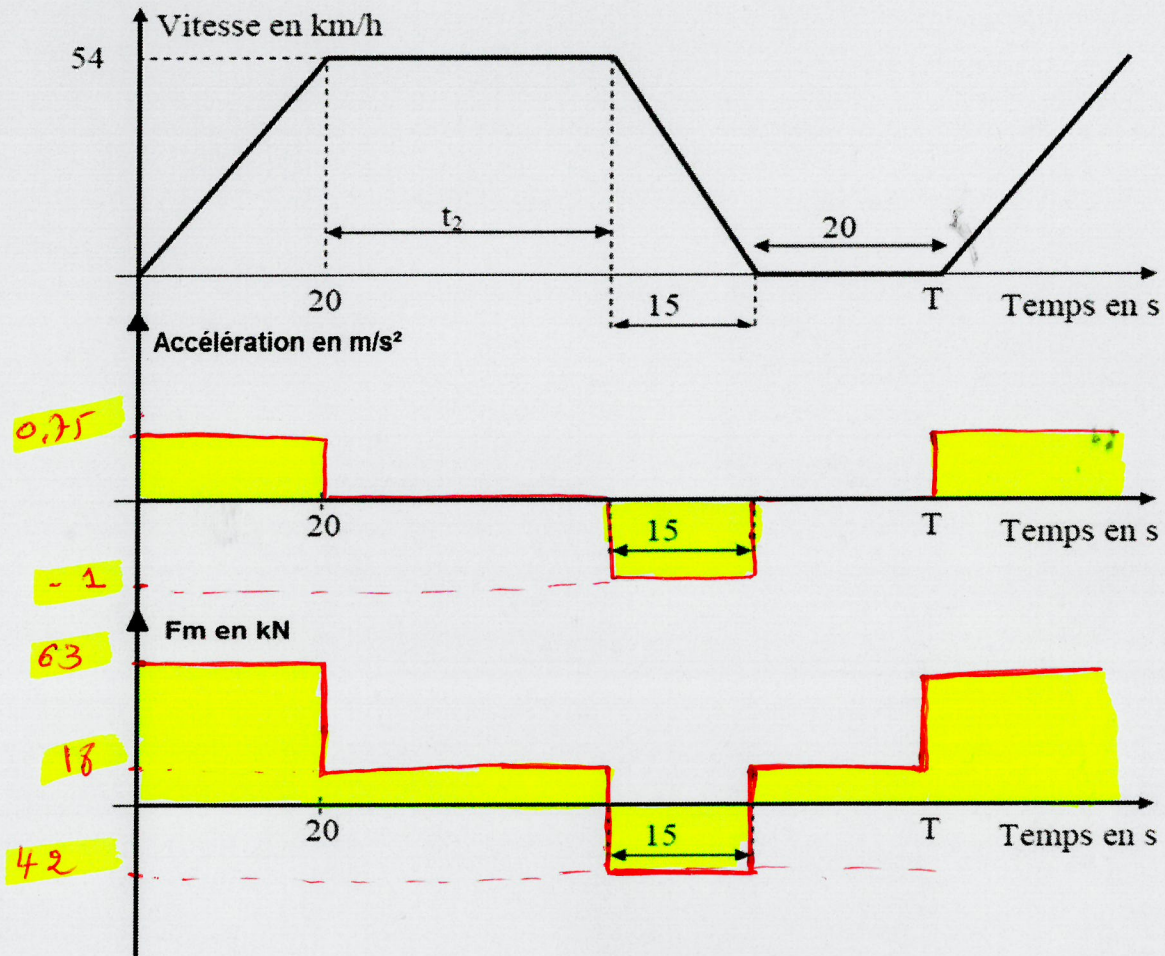 Vitesse en km/h
54
t₂
20
20
15
T
Temps en s
Accélération en m/s²
0,75
20
15
T
Temps en s
- 1
Fm en kN
63
18
20
15
T
Temps en s
42